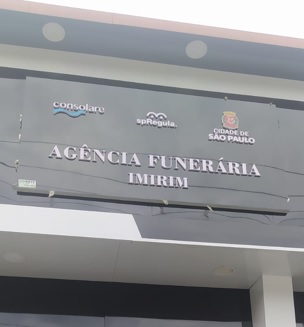 consolare
spRegula.
CIDADE DE
SÃO PAULO
AGÊNCIA FUNERÁRIA
IMIRIM